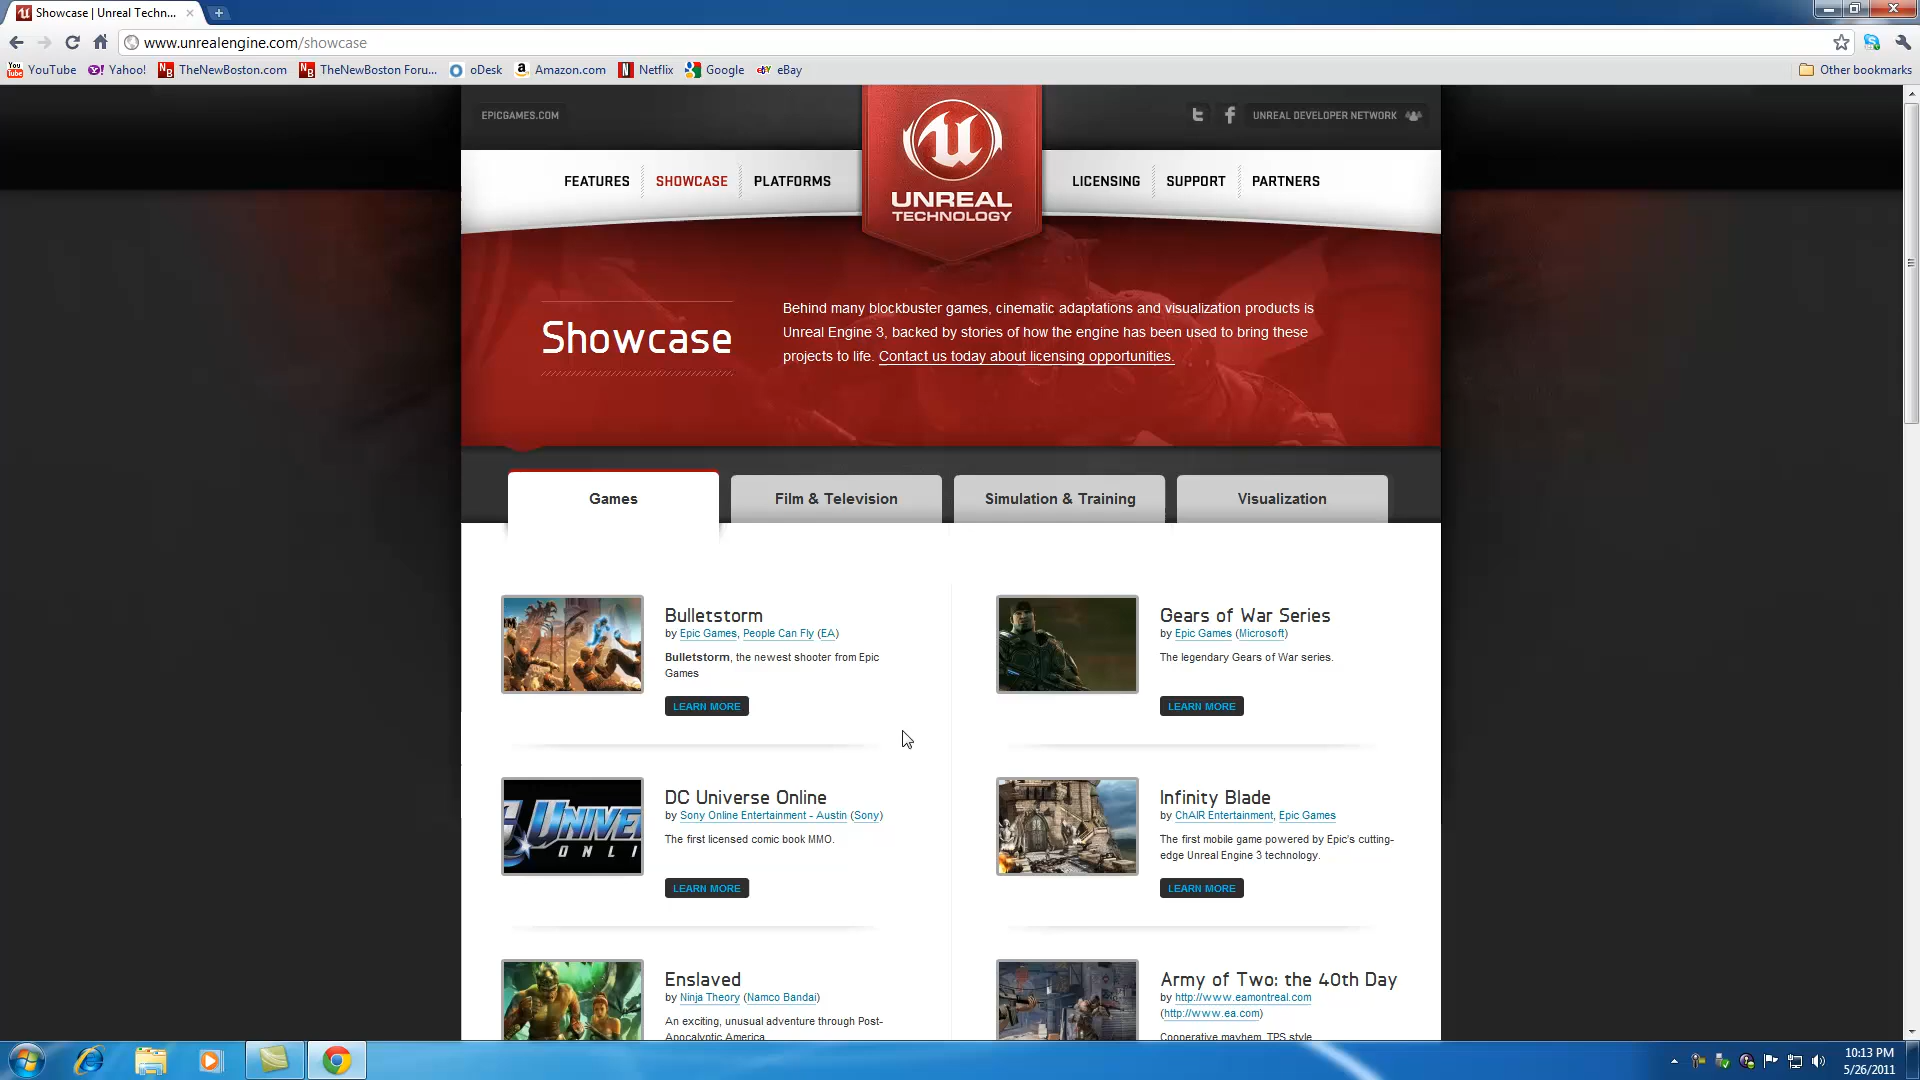 Showcase | Unreal Techn...
www.unrealengine.com/showcase
YouTube
Yahoo!
TheNewBoston.com
TheNewBoston Foru...
oDesk
Amazon.com
Netflix
Google
eBay
Other bookmarks
EPICGAMES.COM
UNREAL DEVELOPER NETWORK
FEATURES
SHOWCASE
PLATFORMS
UNREAL
TECHNOLOGY
LICENSING
SUPPORT
PARTNERS
Showcase
Behind many blockbuster games, cinematic adaptations and visualization products is
Unreal Engine 3, backed by stories of how the engine has been used to bring these
projects to life. Contact us today about licensing opportunities.
Games
Film & Television
Simulation & Training
Visualization
Bulletstorm
by Epic Games, People Can Fly (EA)
Bulletstorm, the newest shooter from Epic
Games
LEARN MORE
Gears of War Series
by Epic Games (Microsoft)
The legendary Gears of War series.
LEARN MORE
DC Universe Online
by Sony Online Entertainment - Austin (Sony)
The first licensed comic book MMO.
LEARN MORE
Infinity Blade
by ChAIR Entertainment, Epic Games
The first mobile game powered by Epic's cutting-
edge Unreal Engine 3 technology.
LEARN MORE
Enslaved
by Ninja Theory (Namco Bandai)
An exciting, unusual adventure through Post-
Apocalyptic America
Army of Two: the 40th Day
by http://www.eamontreal.com
(http://www.ea.com)
Cooperative mayhem, TPS style
10:13 PM
5/26/2011